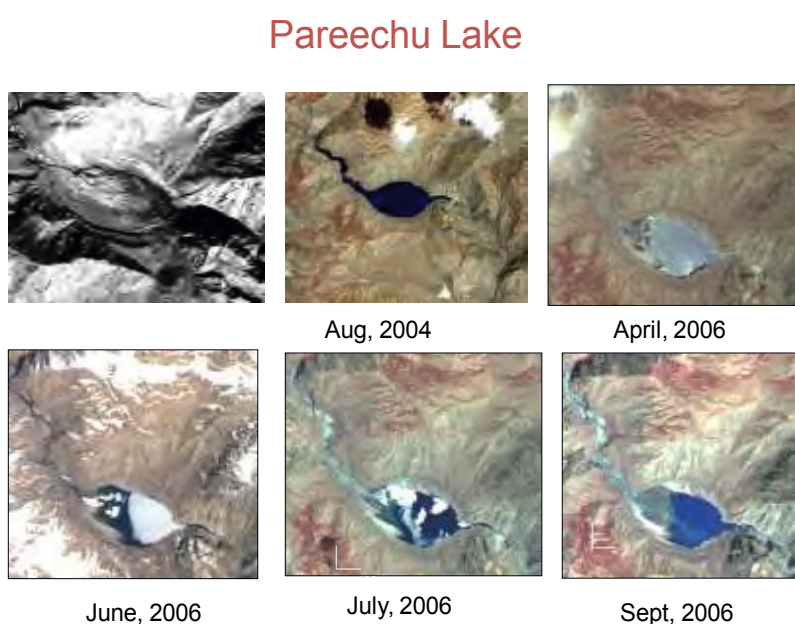 Pareechu Lake
Aug, 2004
April, 2006
June, 2006
July, 2006
Sept, 2006